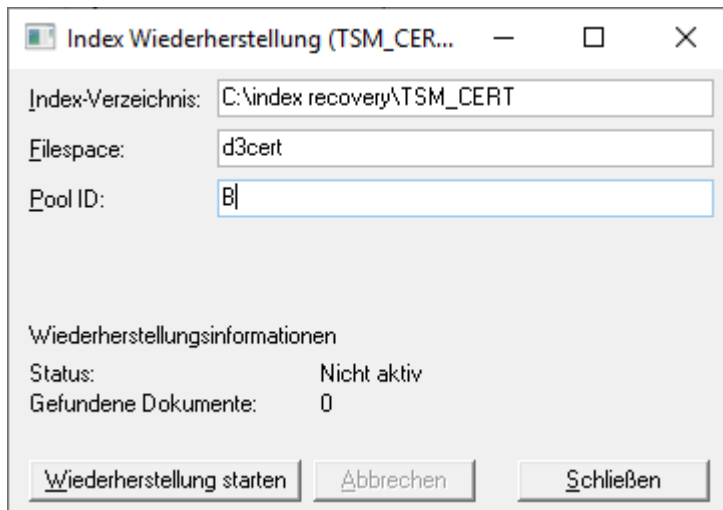 Index Wiederherstellung (TSM_CER...
Index-Verzeichnis: C:\index recovery\TSM_CERT
Filespace: d3cert
Pool ID: B
Wiederherstellungsinformationen
Status: Nicht aktiv
Gefundene Dokumente: 0
Wiederherstellung starten Abbrechen Schließen